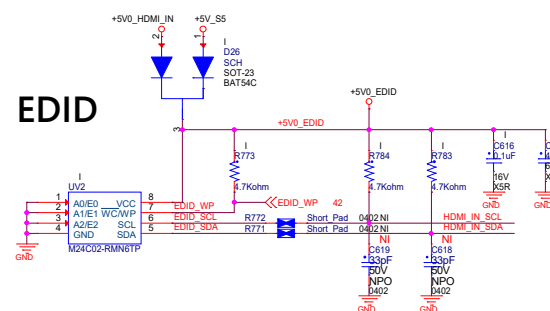 +5V0_HDMI_IN
+5V_S5
2
1
I
D26
SCH
SOT-23
BAT54C
EDID
3
+5V0_EDID
+5V0_EDID
I
R773
4.7Kohm
I
R784
4.7Kohm
I
R783
4.7Kohm
I
C616
0.1uF
16V
X5R
GND
GND
I
UV2
1 A0/E0 VCC 8
2 A1/E1 WC/WP 7 EDID_WP
3 A2/E2 SCL 6 EDID_SCL
4 GND SDA 5 EDID_SDA
M24C02-RMN6TP
GND
EDID_WP 42
R772 Short_Pad 0402 NI HDMI_IN_SCL
R771 Short_Pad 0402 NI HDMI_IN_SDA
NI
C619
33pF
50V
NPO
0402
GND
NI
C618
33pF
50V
NPO
0402
GND